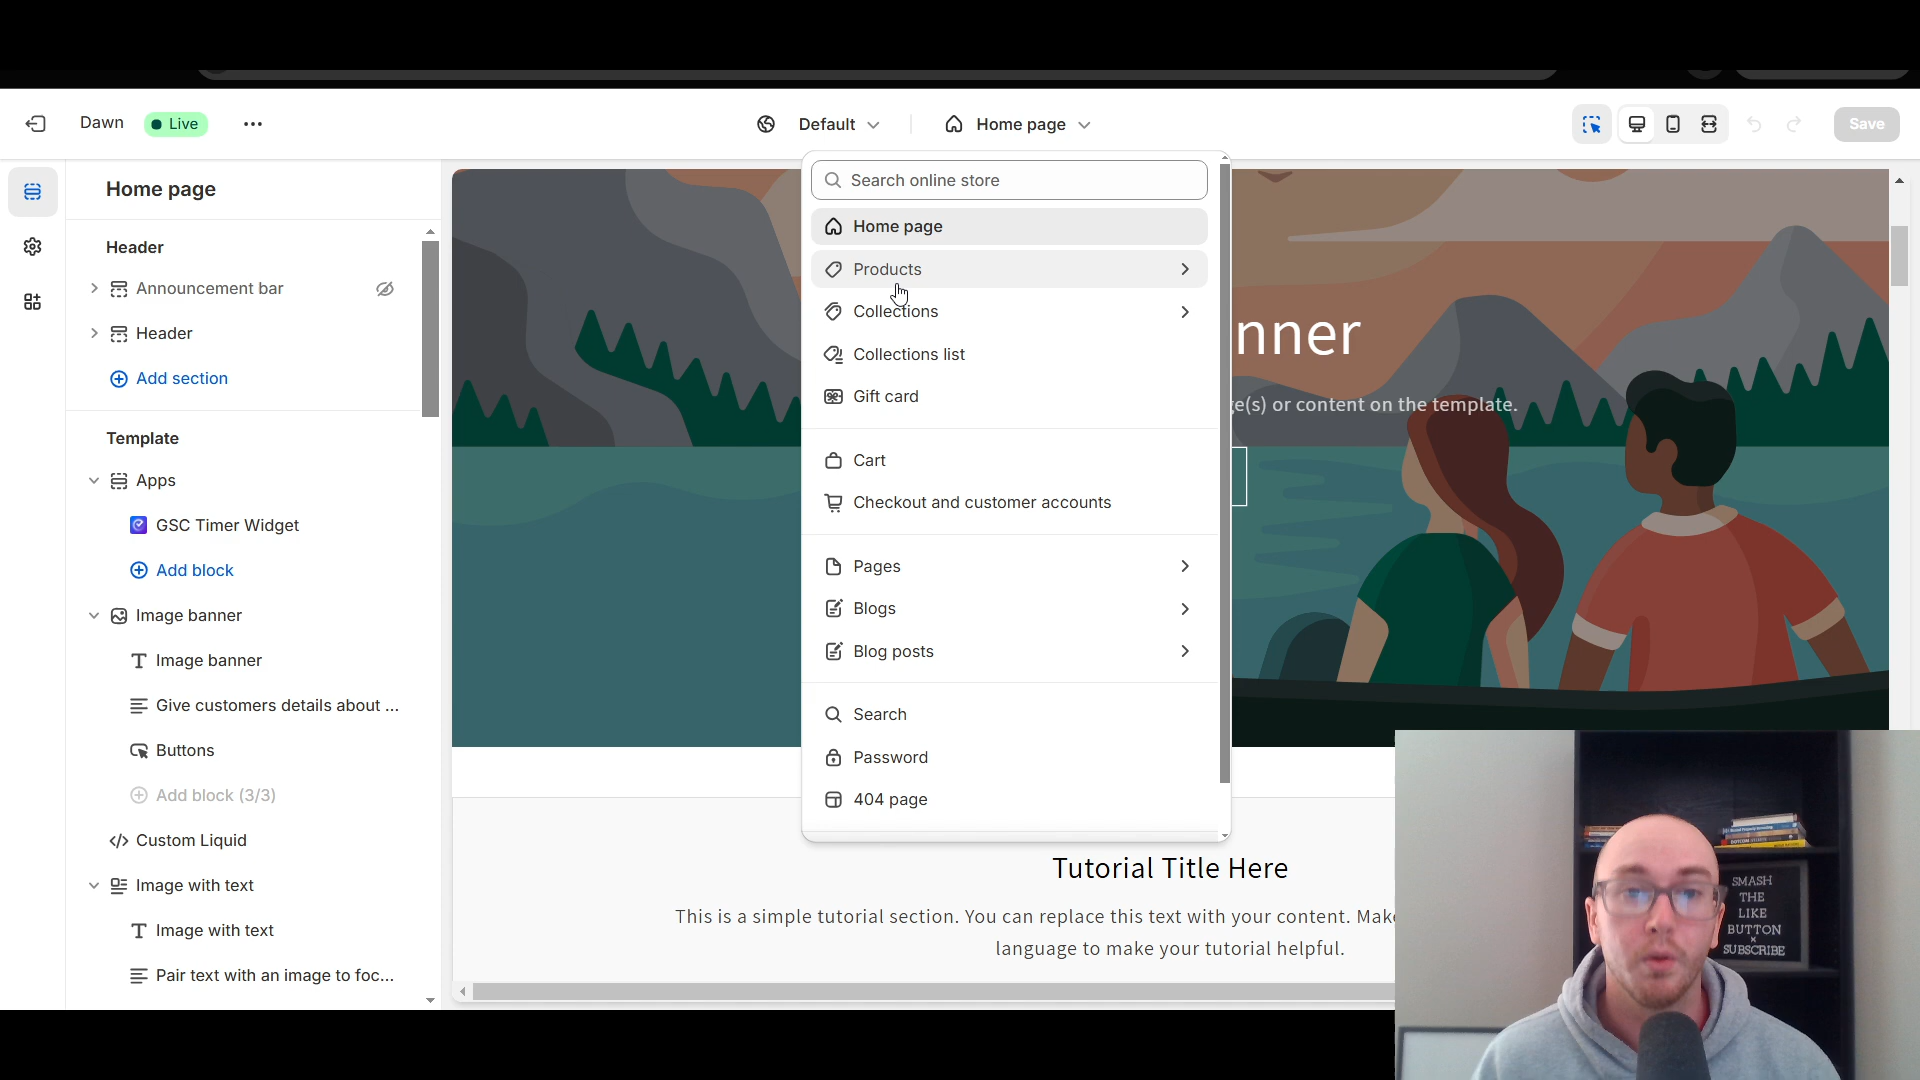 Dawn
Live
Default
Home page
Save
Home page
Header
Announcement bar
Header
Add section
Template
Apps
GSC Timer Widget
Add block
Image banner
Image banner
Give customers details about ...
Buttons
Add block (3/3)
Custom Liquid
Image with text
Image with text
Pair text with an image to foc...
Search online store
Home page
Products
Collections
Collections list
Gift card
Cart
Checkout and customer accounts
Pages
Blogs
Blog posts
Search
Password
404 page
nner
e(s) or content on the template.
Tutorial Title Here
This is a simple tutorial section. You can replace this text with your content. Make
language to make your tutorial helpful.
SMASH
THE
LIKE
BUTTON
×
SUBSCRIBE